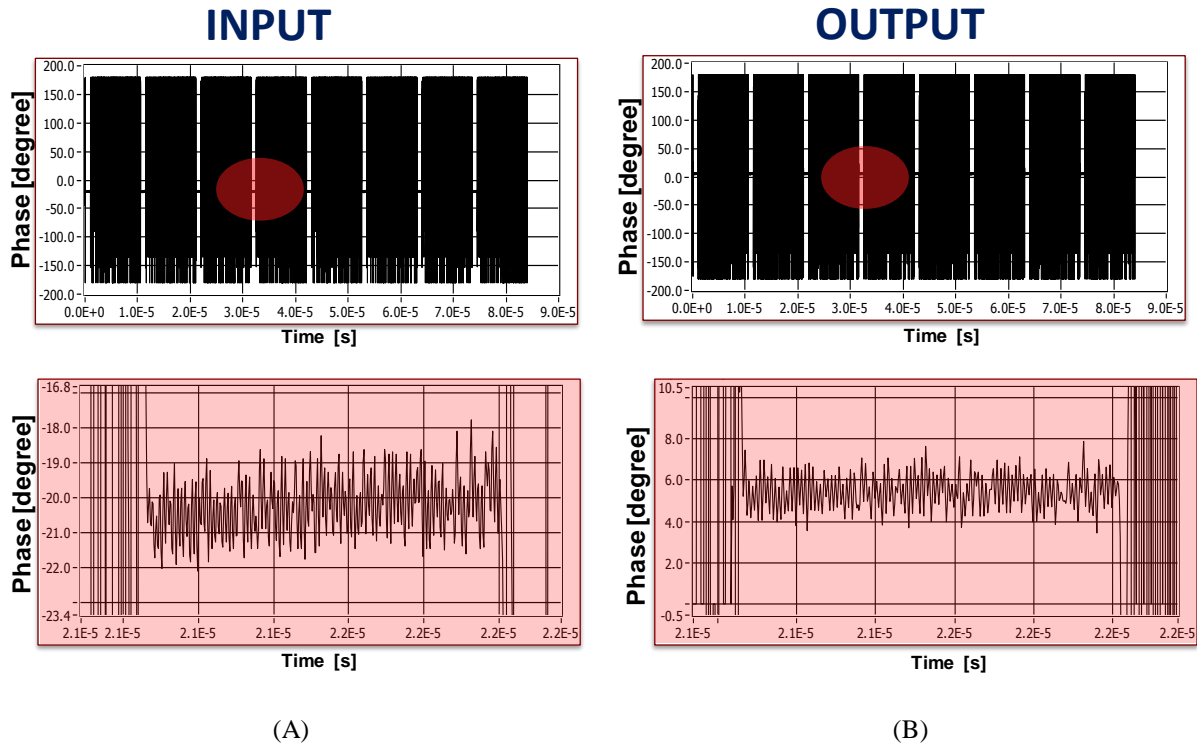 INPUT
OUTPUT
Phase [degree]
200.0
150.0
100.0
50.0
0.0
-50.0
-100.0
-150.0
-200.0
0.0E+0 1.0E-5 2.0E-5 3.0E-5 4.0E-5 5.0E-5 6.0E-5 7.0E-5 8.0E-5 9.0E-5
Time [s]
Phase [degree]
200.0
150.0
100.0
50.0
0.0
-50.0
-100.0
-150.0
-200.0
0.0E+0 1.0E-5 2.0E-5 3.0E-5 4.0E-5 5.0E-5 6.0E-5 7.0E-5 8.0E-5 9.0E-5
Time [s]
Phase [degree]
-16.8
-18.0
-19.0
-20.0
-21.0
-22.0
-23.4
2.1E-5 2.1E-5 2.1E-5 2.1E-5 2.2E-5 2.2E-5 2.2E-5 2.2E-5
Time [s]
Phase [degree]
10.5
8.0
6.0
4.0
2.0
-0.5
2.1E-5 2.1E-5 2.1E-5 2.2E-5 2.2E-5 2.2E-5 2.2E-5
Time [s]
(A)
(B)